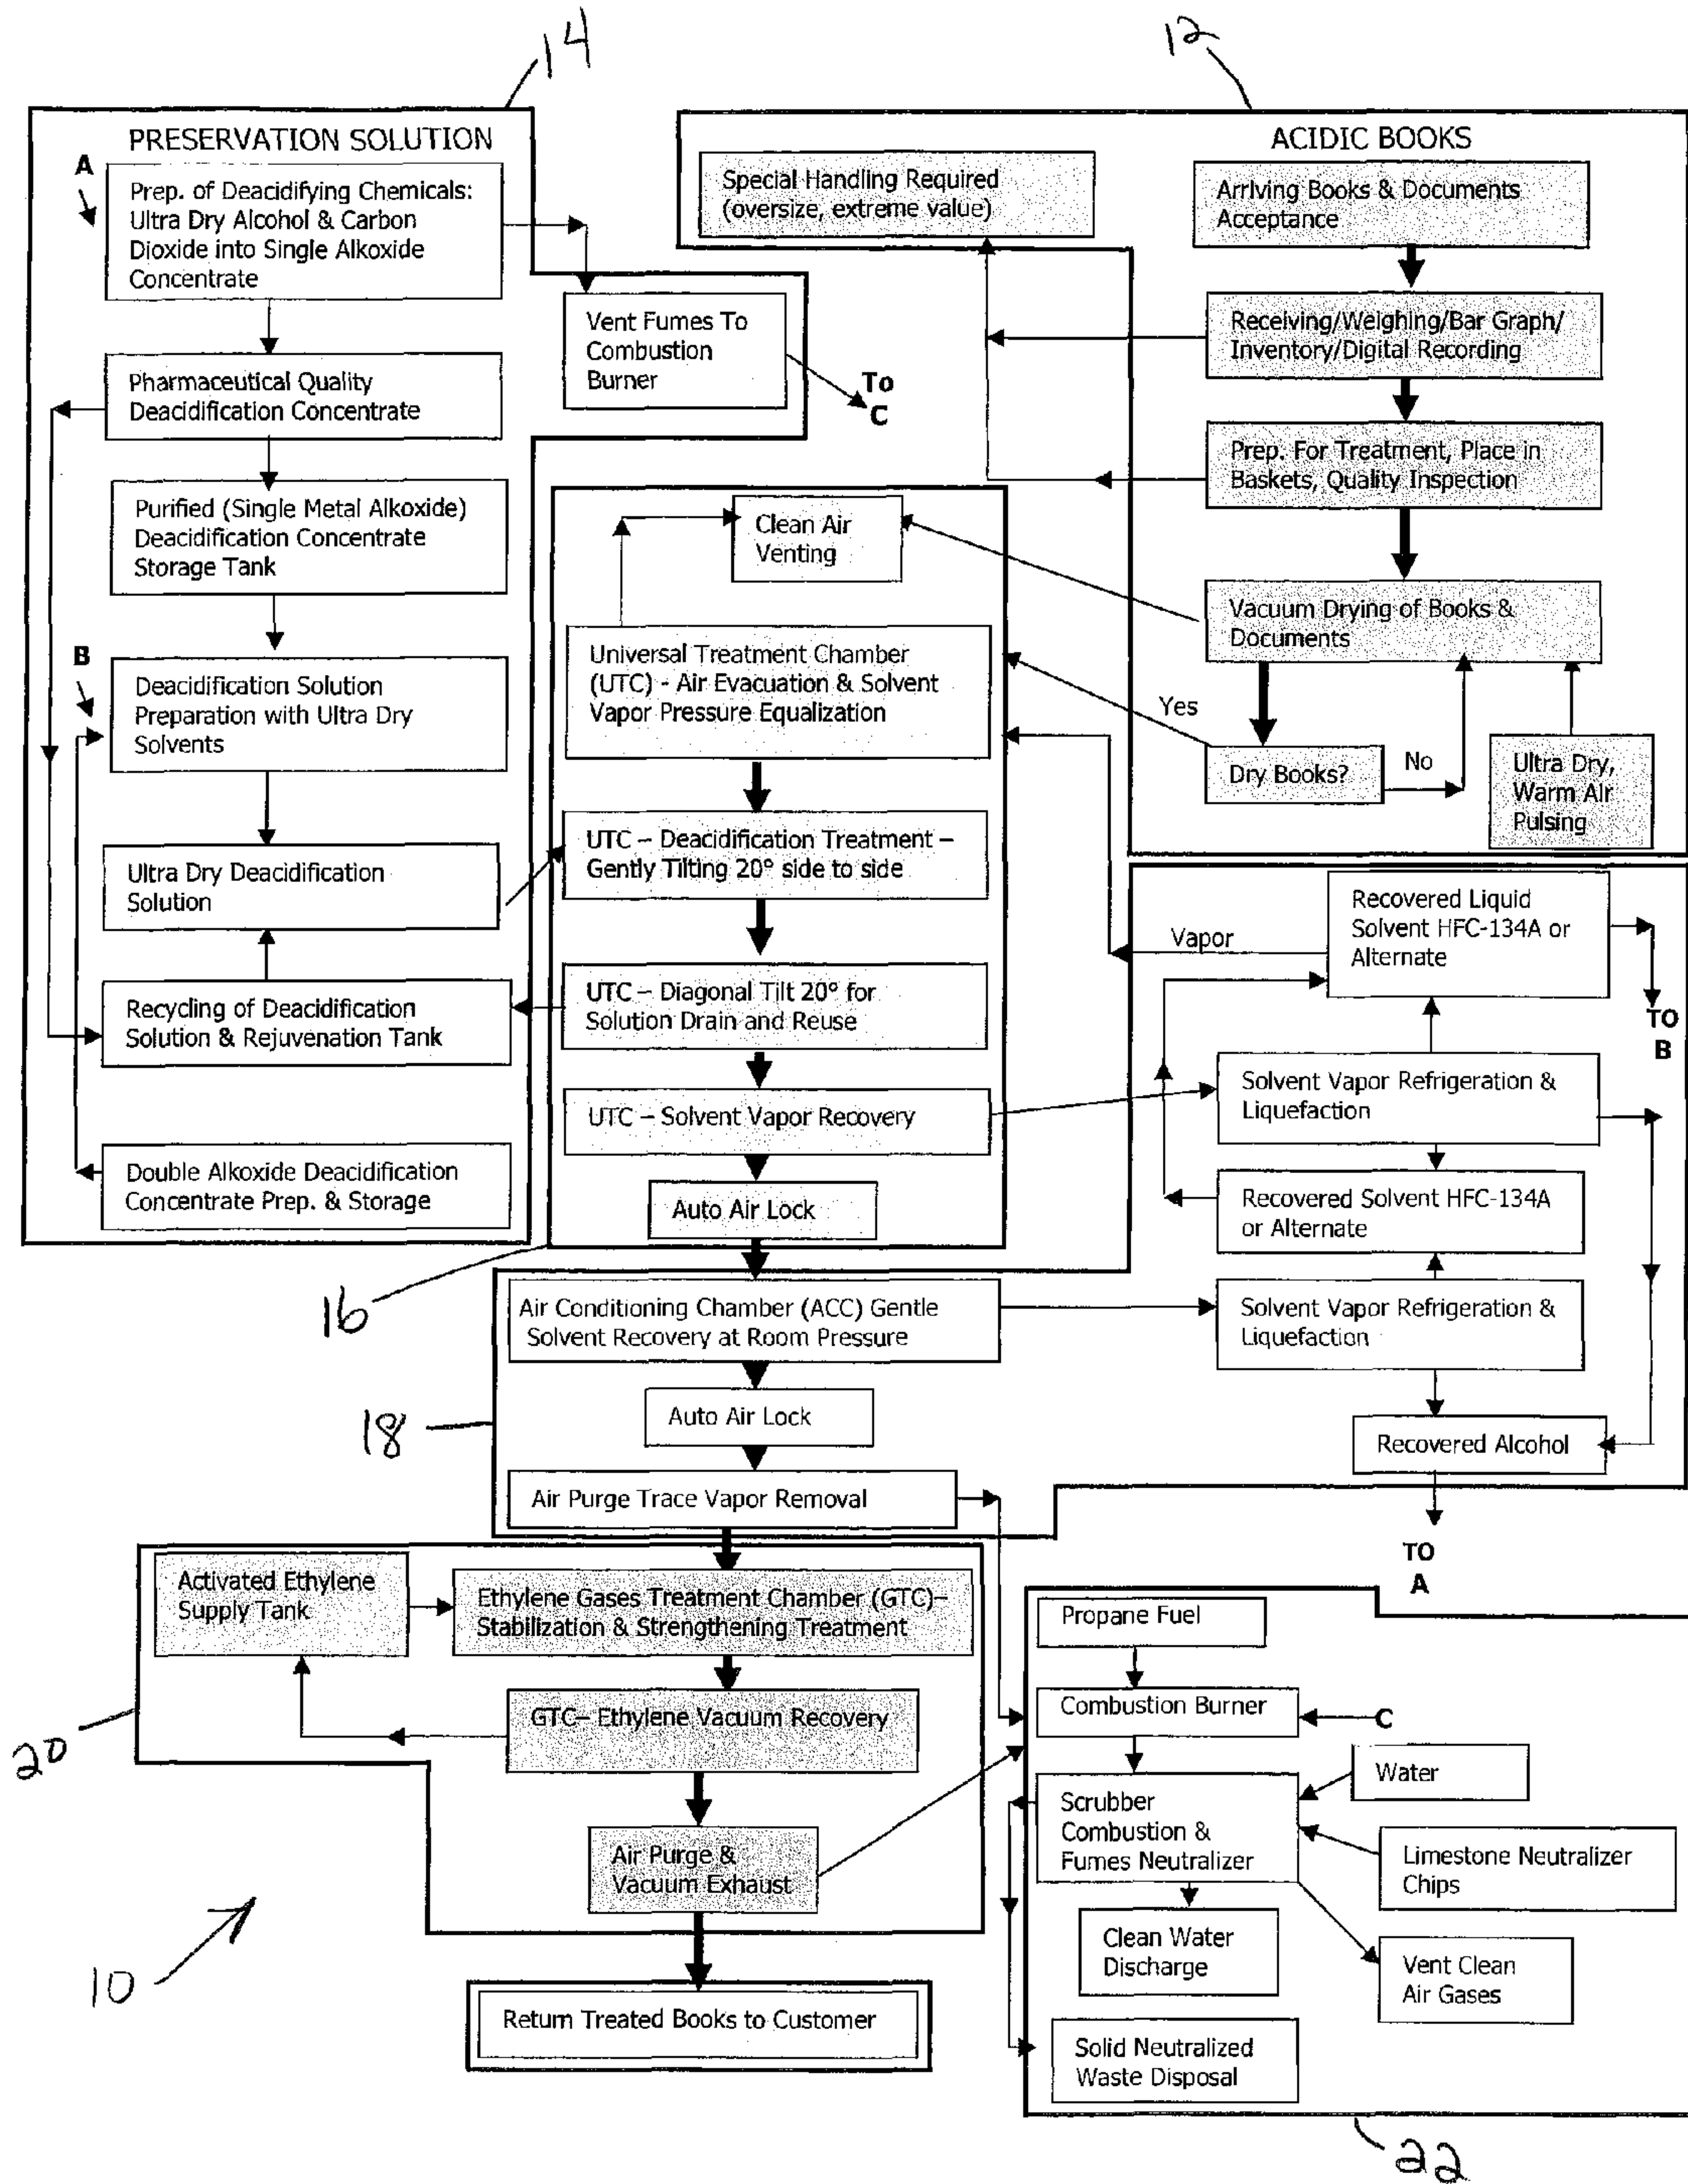 14
12
PRESERVATION SOLUTION
A
Prep. of Deacidifying Chemicals:
Ultra Dry Alcohol & Carbon
Dioxide into Single Alkoxide
Concentrate
Vent Fumes To
Combustion
Burner
To
C
Pharmaceutical Quality
Deacidification Concentrate
Purified (Single Metal Alkoxide)
Deacidification Concentrate
Storage Tank
B
Deacidification Solution
Preparation with Ultra Dry
Solvents
Ultra Dry Deacidification
Solution
Recycling of Deacidification
Solution & Rejuvenation Tank
Double Alkoxide Deacidification
Concentrate Prep. & Storage
ACIDIC BOOKS
Special Handling Required
(oversize, extreme value)
Arriving Books & Documents
Acceptance
Receiving/Weighing/Bar Graph/
Inventory/Digital Recording
Prep. For Treatment, Place in
Baskets, Quality Inspection
Vacuum Drying of Books &
Documents
Yes
Dry Books?
No
Ultra Dry,
Warm Air
Pulsing
Clean Air
Venting
Universal Treatment Chamber
(UTC) - Air Evacuation & Solvent
Vapor Pressure Equalization
UTC – Deacidification Treatment –
Gently Tilting 20° side to side
UTC – Diagonal Tilt 20° for
Solution Drain and Reuse
UTC – Solvent Vapor Recovery
Auto Air Lock
16
Vapor
Recovered Liquid
Solvent HFC-134A or
Alternate
TO
B
Solvent Vapor Refrigeration &
Liquefaction
Recovered Solvent HFC-134A
or Alternate
Air Conditioning Chamber (ACC) Gentle
Solvent Recovery at Room Pressure
Solvent Vapor Refrigeration &
Liquefaction
18
Auto Air Lock
Recovered Alcohol
Air Purge Trace Vapor Removal
TO
A
Activated Ethylene
Supply Tank
Ethylene Gases Treatment Chamber (GTC)–
Stabilization & Strengthening Treatment
GTC– Ethylene Vacuum Recovery
20
Air Purge &
Vacuum Exhaust
10
Return Treated Books to Customer
Propane Fuel
Combustion Burner
C
Water
Scrubber
Combustion &
Fumes Neutralizer
Limestone Neutralizer
Chips
Clean Water
Discharge
Vent Clean
Air Gases
Solid Neutralized
Waste Disposal
22